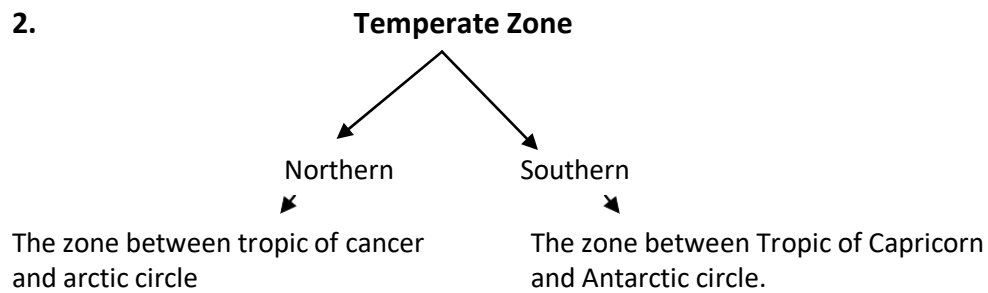 2. Temperate Zone
Northern Southern
The zone between tropic of cancer
and arctic circle
The zone between Tropic of Capricorn
and Antarctic circle.